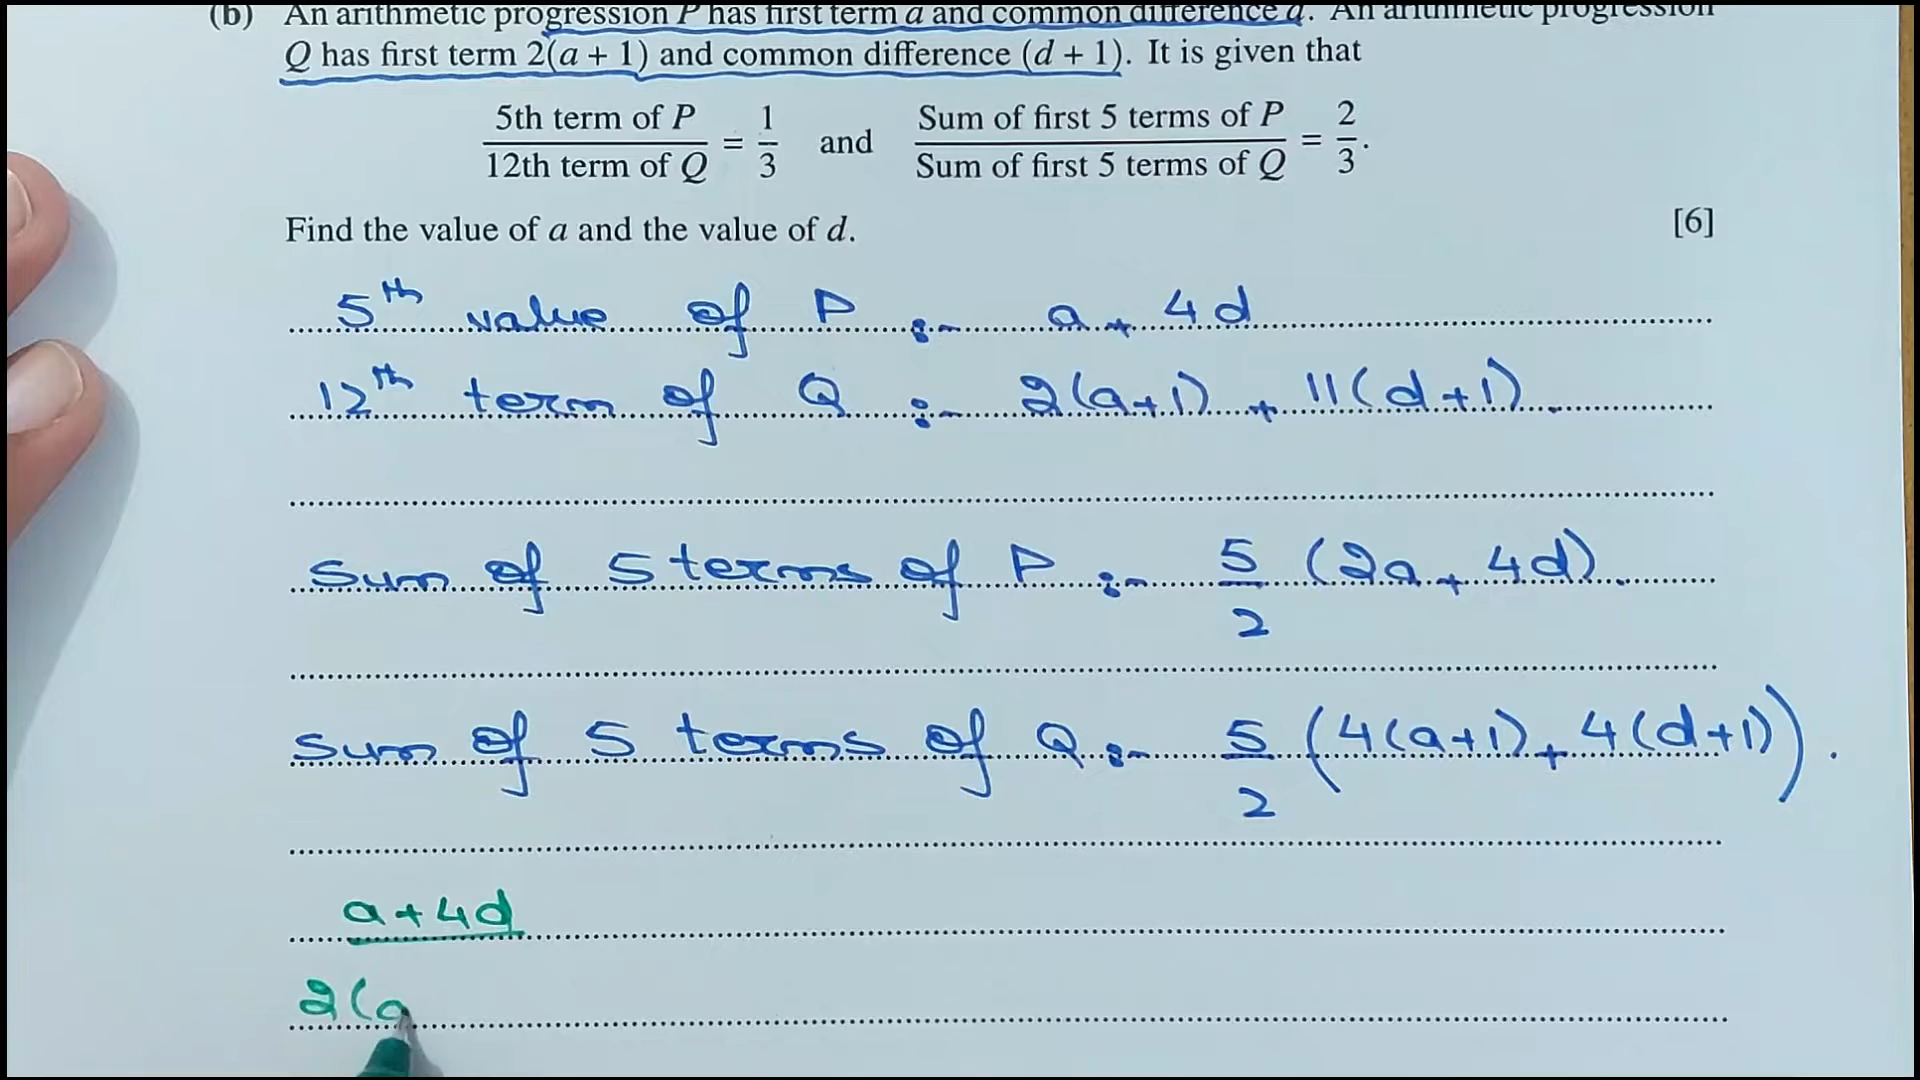 (b) An arithmetic progression P has first term a and common difference d. An arithmetic progression
Q has first term 2(a + 1) and common difference (d + 1). It is given that
5th term of P / 12th term of Q = 1/3 and Sum of first 5 terms of P / Sum of first 5 terms of Q = 2/3.
Find the value of a and the value of d. [6]
5th value of P :- a + 4d
12th term of Q :- 2(a+1) + 11(d+1).
Sum of 5 terms of P :- 5/2 (2a + 4d).
Sum of 5 terms of Q :- 5/2 (4(a+1) + 4(d+1)).
a + 4d
2(a